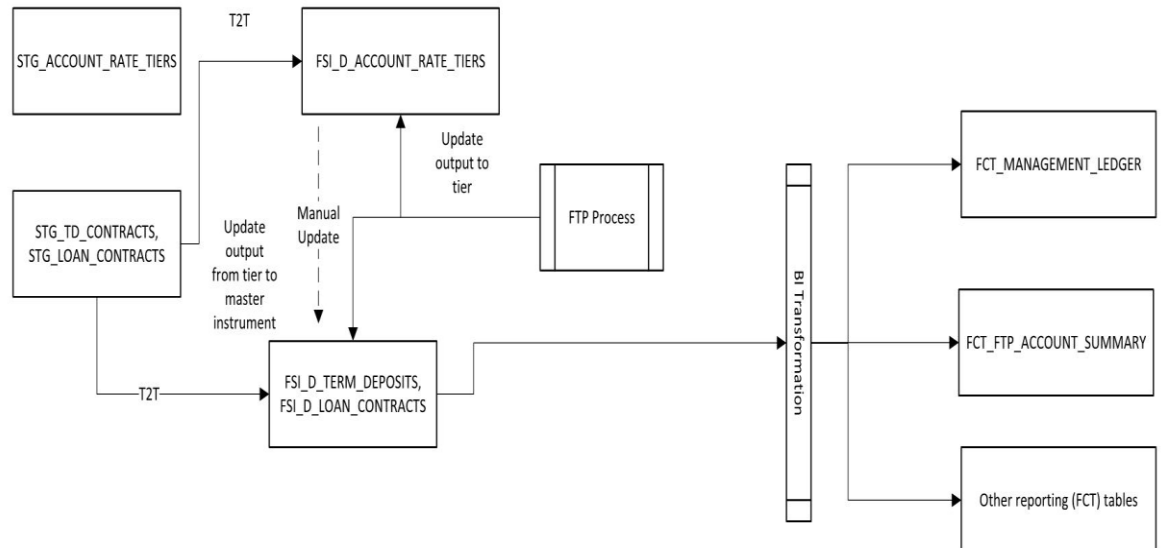 T2T
STG_ACCOUNT_RATE_TIERS
FSI_D_ACCOUNT_RATE_TIERS
Update
output to
tier
FCT_MANAGEMENT_LEDGER
STG_TD_CONTRACTS,
STG_LOAN_CONTRACTS
Update
output
from tier to
master
instrument
Manual
Update
FTP Process
BI Transformation
FCT_FTP_ACCOUNT_SUMMARY
T2T
FSI_D_TERM_DEPOSITS,
FSI_D_LOAN_CONTRACTS
Other reporting (FCT) tables